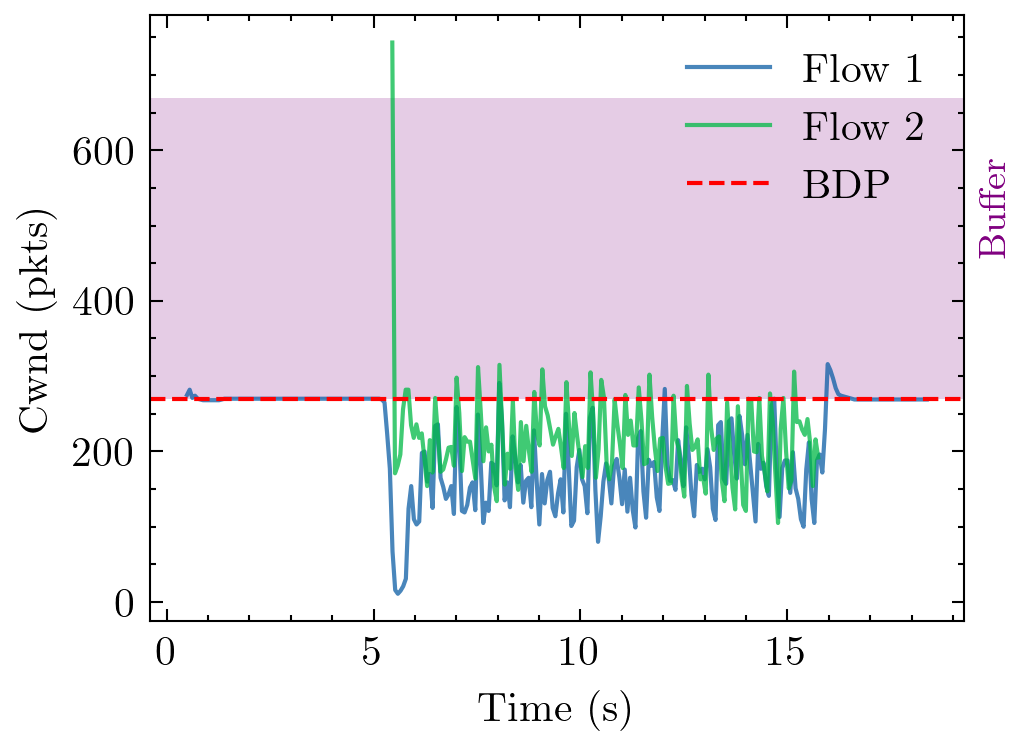 Flow 1
Flow 2
BDP
600
400
200
0
Cwnd (pkts)
Buffer
0 5 10 15
Time (s)